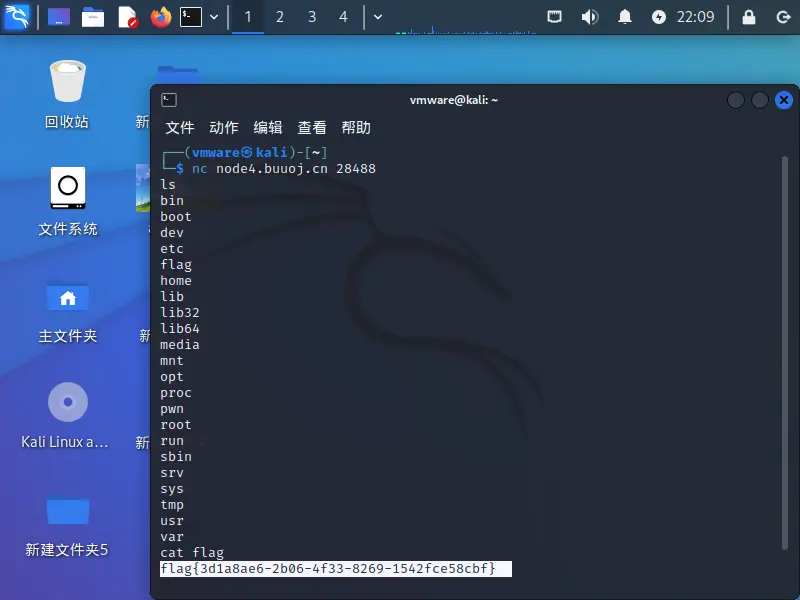 1 2 3 4 22:09
回收站
新
文件系统
主文件夹
新
Kali Linux a...
新
新建文件夹5
vmware@kali: ~
文件 动作 编辑 查看 帮助
┌──(vmware㉿kali)-[~]
└─$ nc node4.buuoj.cn 28488
ls
bin
boot
dev
etc
flag
home
lib
lib32
lib64
media
mnt
opt
proc
pwn
root
run
sbin
srv
sys
tmp
usr
var
cat flag
flag{3d1a8ae6-2b06-4f33-8269-1542fce58cbf}